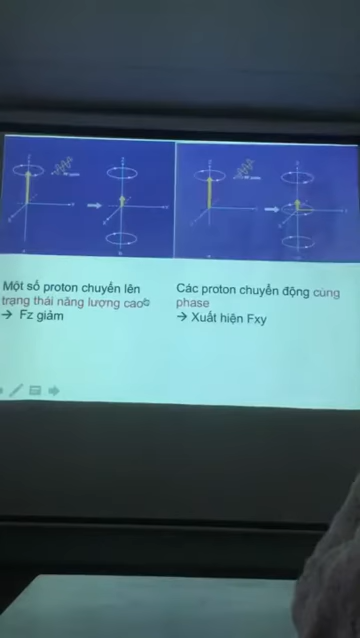 Một số proton chuyển lên
trạng thái năng lượng cao
→ Fz giảm
Các proton chuyển động cùng
phase
→ Xuất hiện Fxy